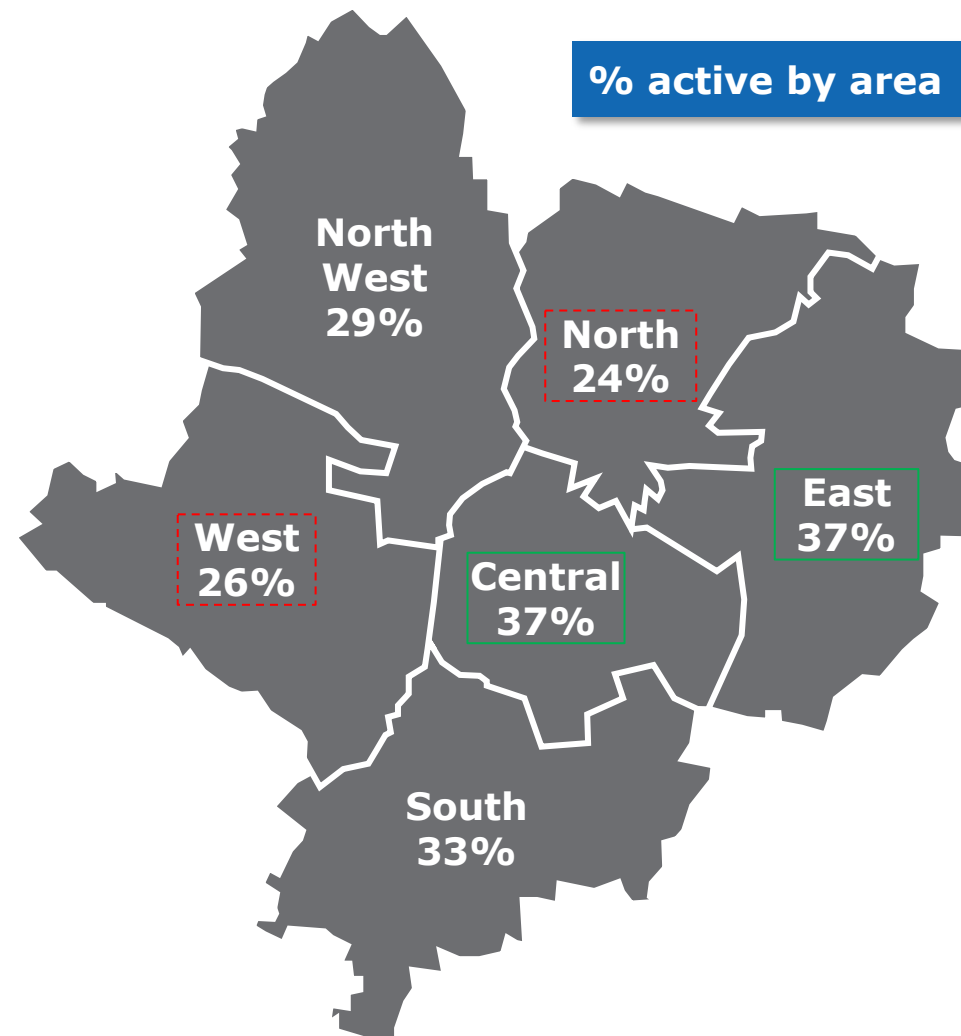 % active by area
North
West
29%
North
24%
East
37%
West
26%
Central
37%
South
33%